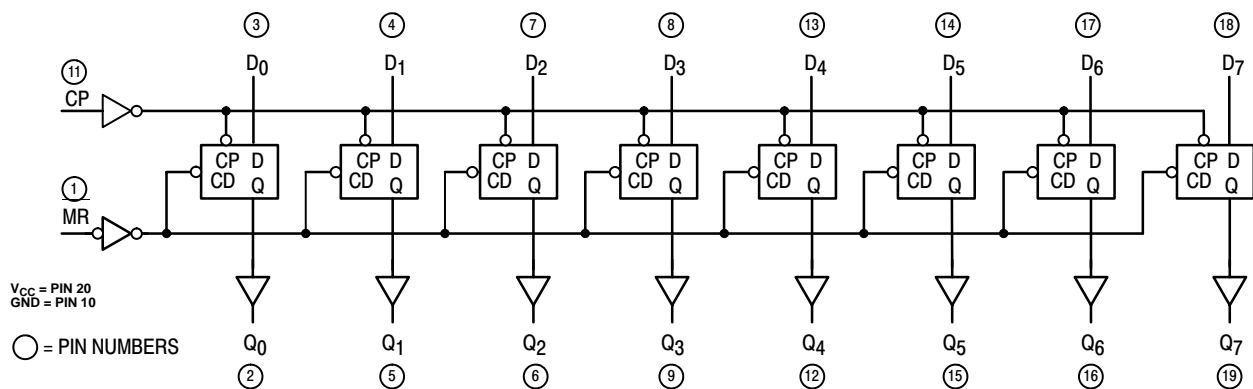 3 4 7 8 13 14 17 18
D0 D1 D2 D3 D4 D5 D6 D7
11
CP
CP D CP D CP D CP D CP D CP D CP D CP D
CD Q CD Q CD Q CD Q CD Q CD Q CD Q CD Q
1
MR
VCC = PIN 20
GND = PIN 10
= PIN NUMBERS
Q0 Q1 Q2 Q3 Q4 Q5 Q6 Q7
2 5 6 9 12 15 16 19